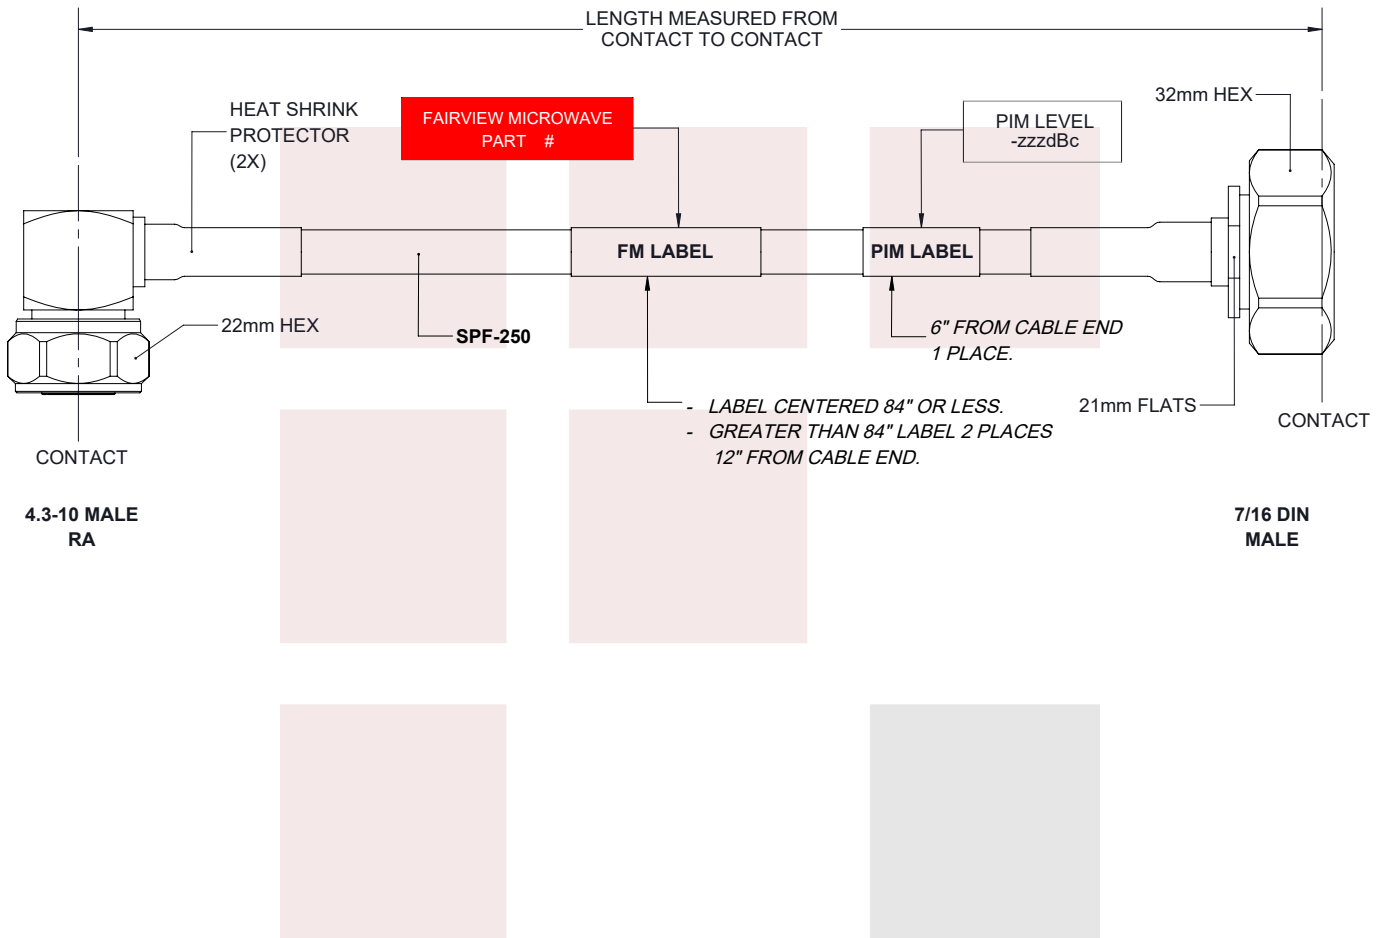 LENGTH MEASURED FROM
CONTACT TO CONTACT
HEAT SHRINK
PROTECTOR
(2X)
FAIRVIEW MICROWAVE
PART #
PIM LEVEL
-zzzdBc
32mm HEX
FM LABEL
PIM LABEL
22mm HEX
SPF-250
6" FROM CABLE END
1 PLACE.
- LABEL CENTERED 84" OR LESS.
- GREATER THAN 84" LABEL 2 PLACES
12" FROM CABLE END.
21mm FLATS
CONTACT
CONTACT
4.3-10 MALE
RA
7/16 DIN
MALE